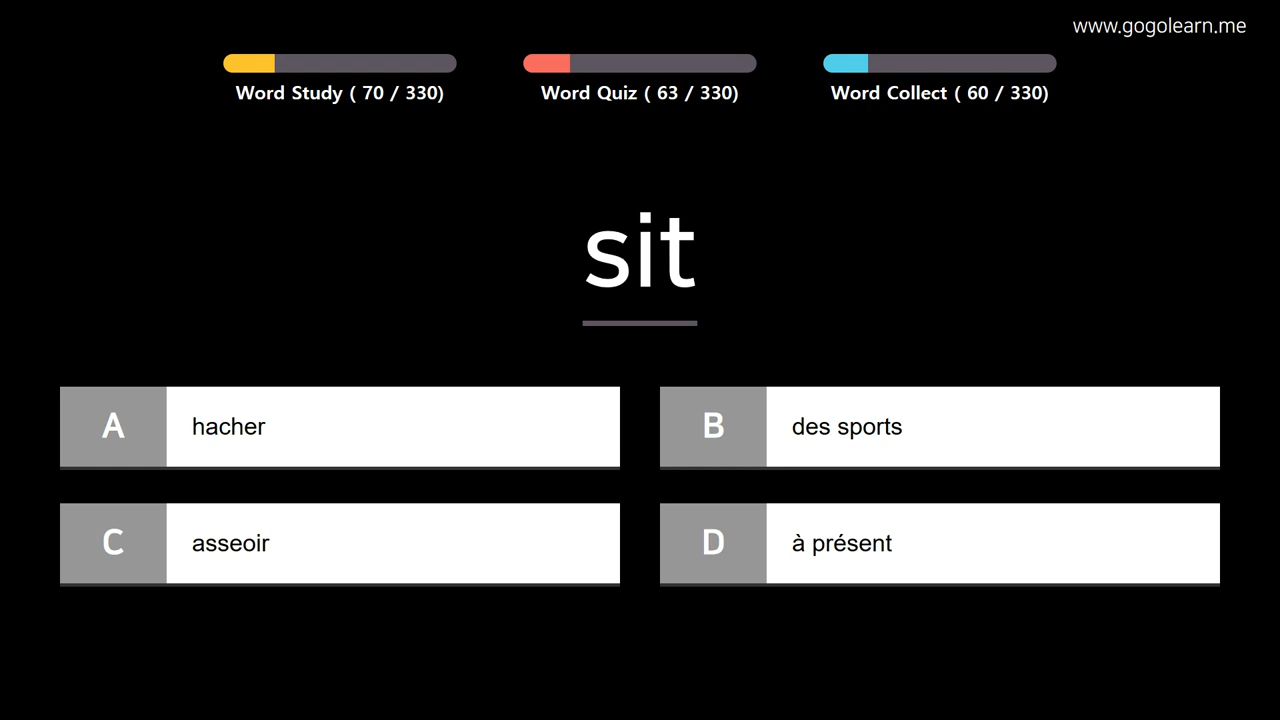 www.gogolearn.me
Word Study ( 70 / 330)
Word Quiz ( 63 / 330)
Word Collect ( 60 / 330)
sit
A hacher
B des sports
C asseoir
D à présent